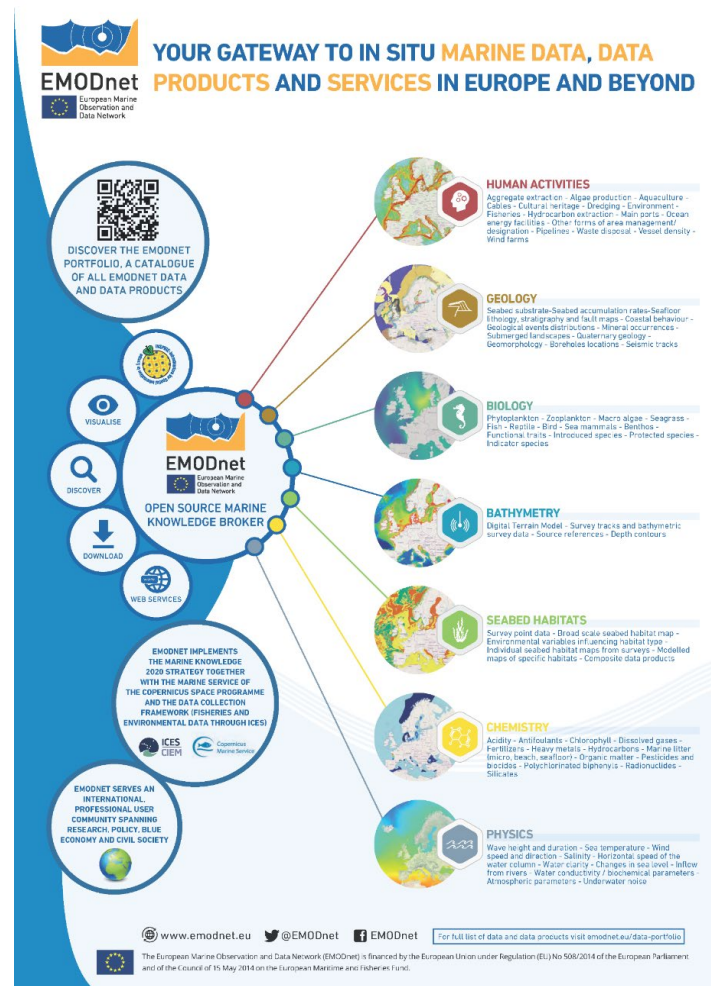 EMODnet
European Marine
Observation and
Data Network
YOUR GATEWAY TO IN SITU MARINE DATA, DATA
PRODUCTS AND SERVICES IN EUROPE AND BEYOND
DISCOVER THE EMODNET
PORTFOLIO, A CATALOGUE
OF ALL EMODNET DATA
AND DATA PRODUCTS
VISUALISE
DISCOVER
DOWNLOAD
WEB SERVICES
EMODnet
European Marine
Observation and
Data Network
OPEN SOURCE MARINE
KNOWLEDGE BROKER
EMODNET IMPLEMENTS
THE MARINE KNOWLEDGE
2020 STRATEGY TOGETHER
WITH THE MARINE SERVICE OF
THE COPERNICUS SPACE PROGRAMME
AND THE DATA COLLECTION
FRAMEWORK (FISHERIES AND
ENVIRONMENTAL DATA THROUGH ICES)
ICES
CIEM
Copernicus
Marine Service
EMODNET SERVES AN
INTERNATIONAL,
PROFESSIONAL USER
COMMUNITY SPANNING
RESEARCH, POLICY, BLUE
ECONOMY AND CIVIL SOCIETY
HUMAN ACTIVITIES
Aggregate extraction - Algae production - Aquaculture -
Cables - Cultural heritage - Dredging - Environment -
Fisheries - Hydrocarbon extraction - Main ports - Ocean
energy facilities - Other forms of area management/
designation - Pipelines - Waste disposal - Vessel density -
Wind farms
GEOLOGY
Seabed substrate-Seabed accumulation rates-Seafloor
lithology, stratigraphy and fault maps - Coastal behaviour -
Geological events distributions - Mineral occurrences -
Submerged landscapes - Quaternary geology -
Geomorphology - Boreholes locations - Seismic tracks
BIOLOGY
Phytoplankton - Zooplankton - Macro algae - Seagrass -
Fish - Reptile - Bird - Sea mammals - Benthos -
Functional traits - Introduced species - Protected species -
Indicator species
BATHYMETRY
Digital Terrain Model - Survey tracks and bathymetric
survey data - Source references - Depth contours
SEABED HABITATS
Survey point data - Broad scale seabed habitat map -
Environmental variables influencing habitat type -
Individual seabed habitat maps from surveys - Modelled
maps of specific habitats - Composite data products
CHEMISTRY
Acidity - Antifoulants - Chlorophyll - Dissolved gases -
Fertilizers - Heavy metals - Hydrocarbons - Marine litter
(micro, beach, seafloor) - Organic matter - Pesticides and
biocides - Polychlorinated biphenyls - Radionuclides -
Silicates
PHYSICS
Wave height and duration - Sea temperature - Wind
speed and direction - Salinity - Horizontal speed of the
water column - Water clarity - Changes in sea level - Inflow
from rivers - Water conductivity / biochemical parameters -
Atmospheric parameters - Underwater noise
www.emodnet.eu @EMODnet EMODnet
For full list of data and data products visit emodnet.eu/data-portfolio
The European Marine Observation and Data Network (EMODnet) is financed by the European Union under Regulation (EU) No 508/2014 of the European Parliament
and of the Council of 15 May 2014 on the European Maritime and Fisheries Fund.